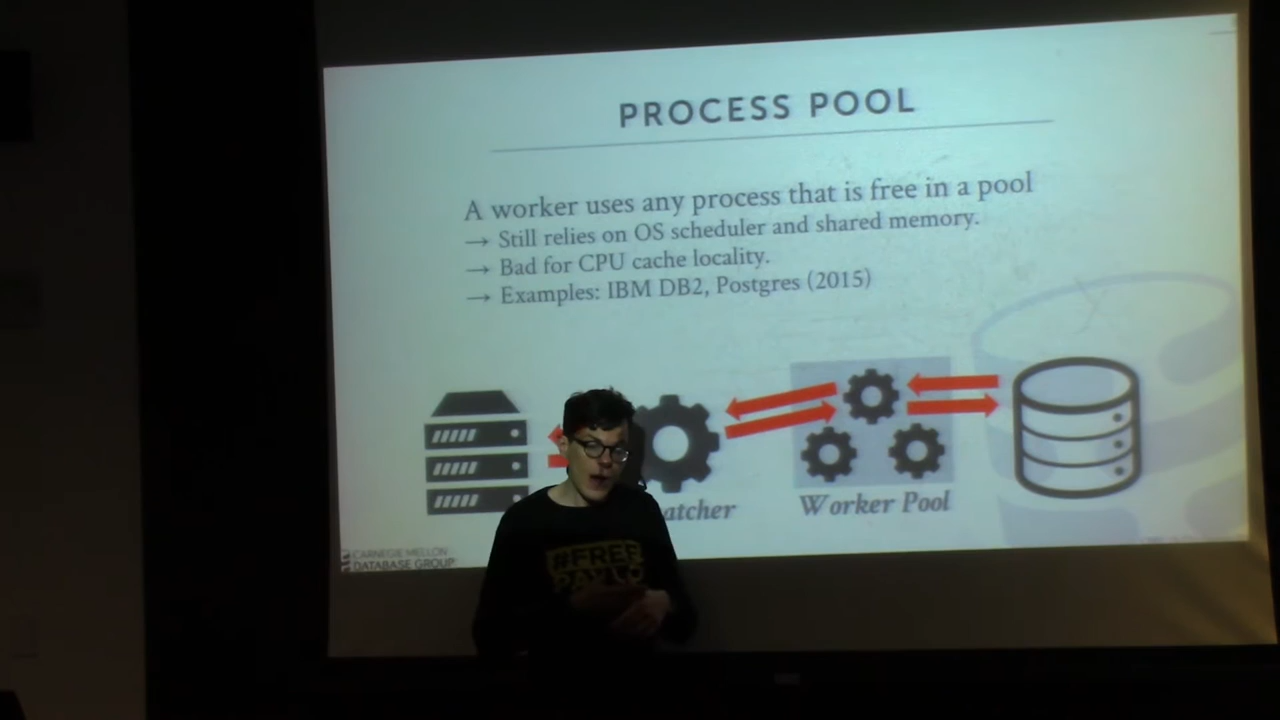 PROCESS POOL
A worker uses any process that is free in a pool
→ Still relies on OS scheduler and shared memory.
→ Bad for CPU cache locality.
→ Examples: IBM DB2, Postgres (2015)
atcher
Worker Pool
CARNEGIE MELLON
DATABASE GROUP
#FREE